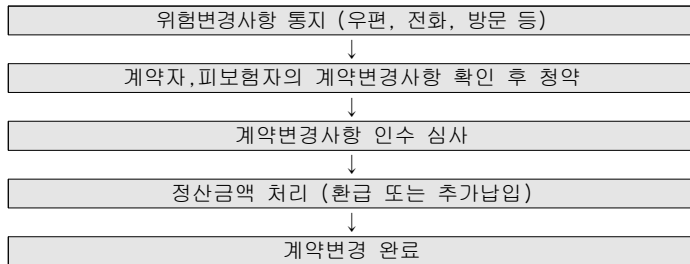 위험변경사항 통지 (우편, 전화, 방문 등)
↓
계약자,피보험자의 계약변경사항 확인 후 청약
↓
계약변경사항 인수 심사
↓
정산금액 처리 (환급 또는 추가납입)
↓
계약변경 완료